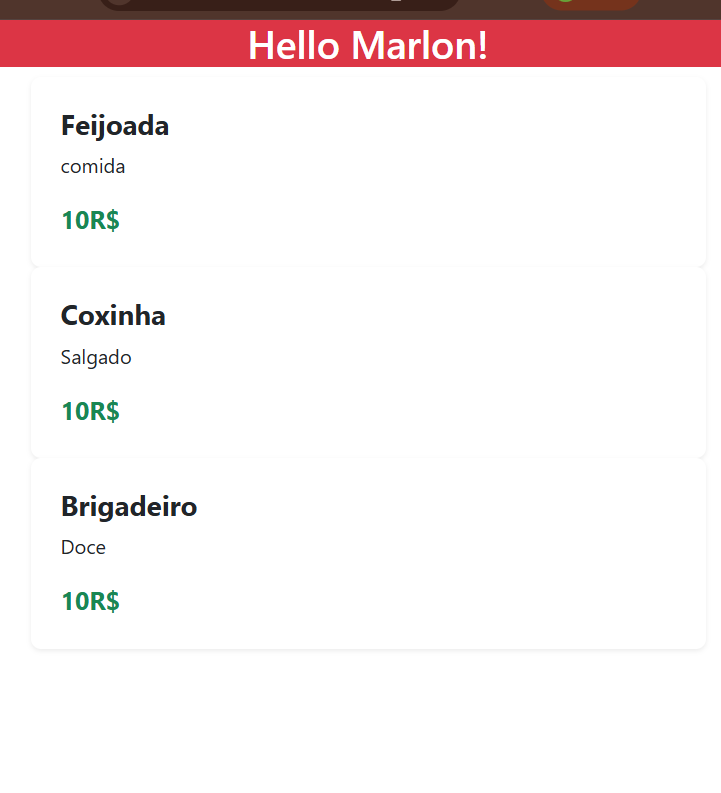 Hello Marlon!
Feijoada
comida
10R$
Coxinha
Salgado
10R$
Brigadeiro
Doce
10R$